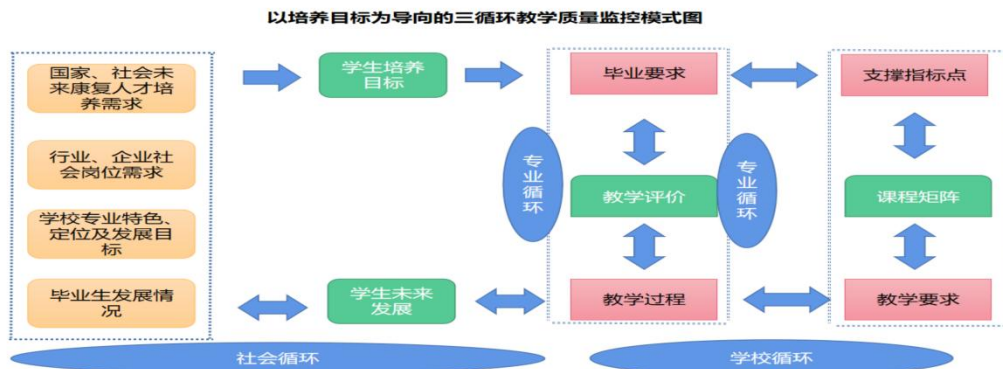 以培养目标为导向的三循环教学质量监控模式图
国家、社会未
来康复人才培
养需求
行业、企业社
会岗位需求
学校专业特色、
定位及发展目
标
毕业生发展情
况
学生培养
目标
学生未来
发展
毕业要求
教学评价
教学过程
专业循环
专业循环
支撑指标点
课程矩阵
教学要求
社会循环
学校循环